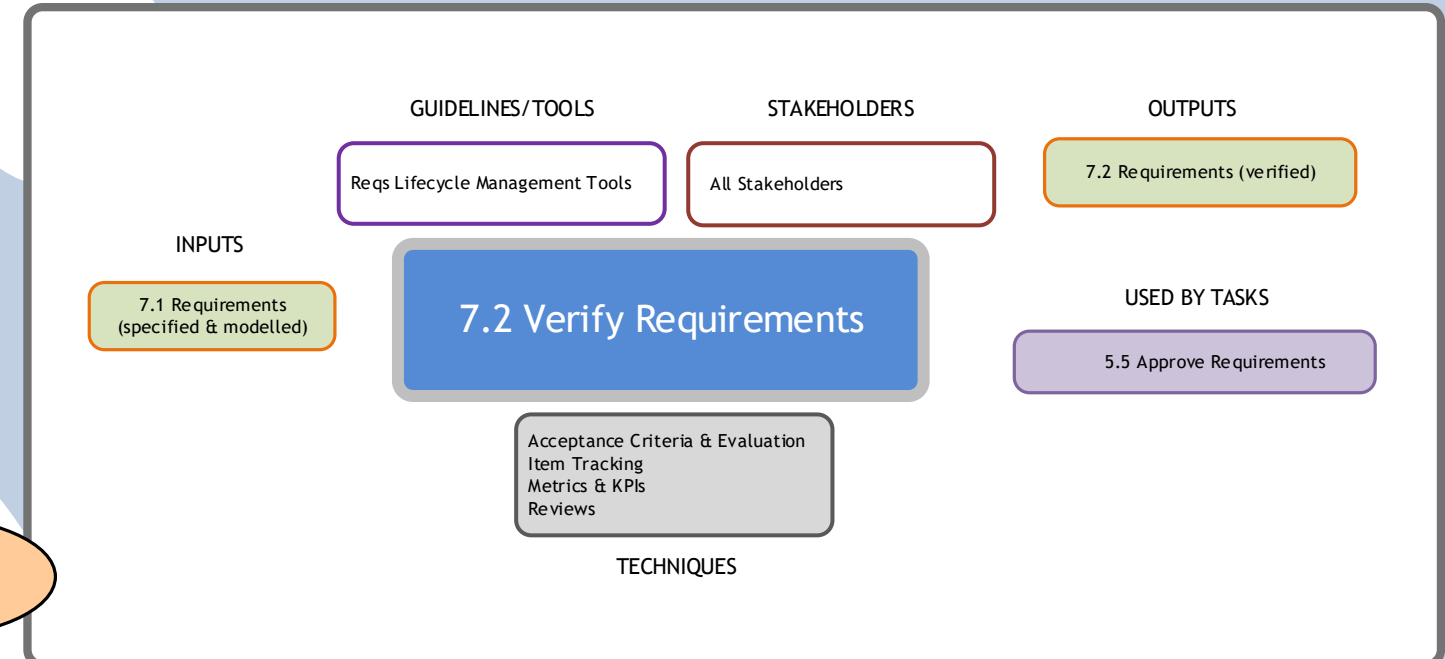 GUIDELINES/TOOLS
Reqs Lifecycle Management Tools
STAKEHOLDERS
All Stakeholders
OUTPUTS
7.2 Requirements (verified)
INPUTS
7.1 Requirements
(specified & modelled)
7.2 Verify Requirements
USED BY TASKS
5.5 Approve Requirements
Acceptance Criteria & Evaluation
Item Tracking
Metrics & KPIs
Reviews
TECHNIQUES